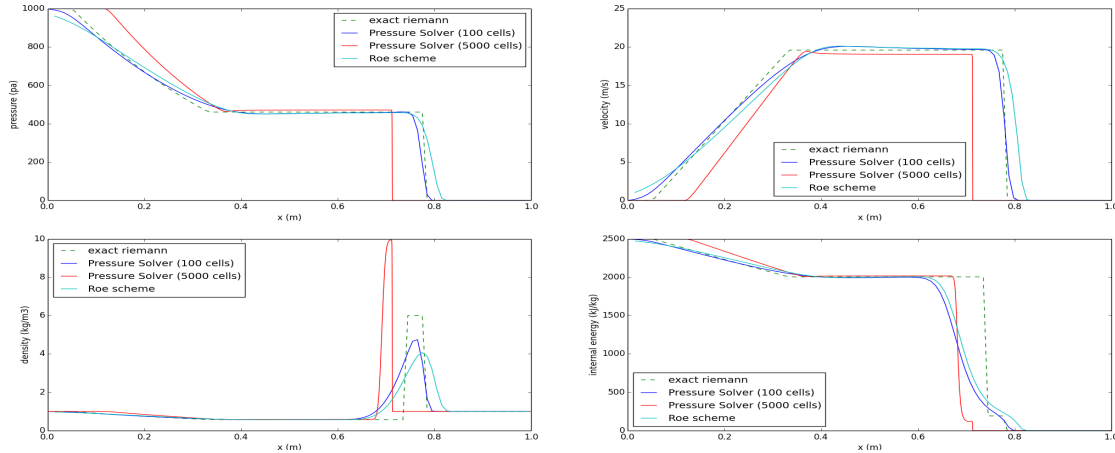 1000
800
600
400
200
0
pressure (pa)
exact riemann
Pressure Solver (100 cells)
Pressure Solver (5000 cells)
Roe scheme
0.0 0.2 0.4 0.6 0.8 1.0
x (m)
25
20
15
10
5
0
velocity (m/s)
exact riemann
Pressure Solver (100 cells)
Pressure Solver (5000 cells)
Roe scheme
0.0 0.2 0.4 0.6 0.8 1.0
x (m)
10
8
6
4
2
0
density (kg/m3)
exact riemann
Pressure Solver (100 cells)
Pressure Solver (5000 cells)
Roe scheme
0.0 0.2 0.4 0.6 0.8 1.0
x (m)
2500
2000
1500
1000
500
0
internal energy (kJ/kg)
exact riemann
Pressure Solver (100 cells)
Pressure Solver (5000 cells)
Roe scheme
0.0 0.2 0.4 0.6 0.8 1.0
x (m)